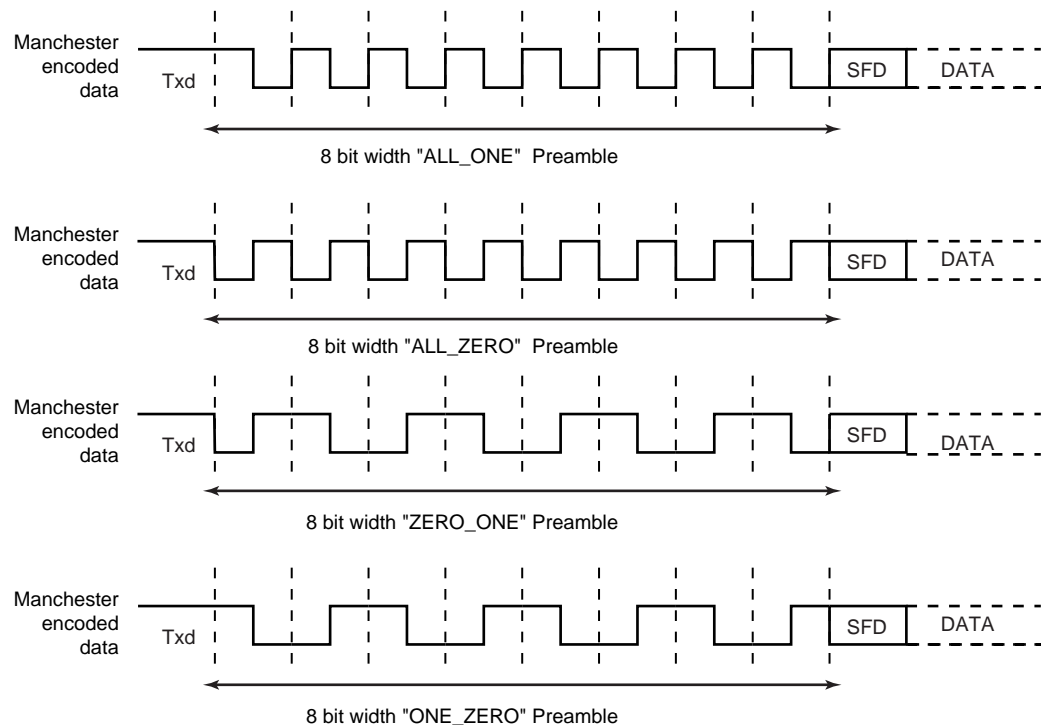 Manchester
encoded
data
Txd
SFD
DATA
8 bit width "ALL_ONE" Preamble
Manchester
encoded
data
Txd
SFD
DATA
8 bit width "ALL_ZERO" Preamble
Manchester
encoded
data
Txd
SFD
DATA
8 bit width "ZERO_ONE" Preamble
Manchester
encoded
data
Txd
SFD
DATA
8 bit width "ONE_ZERO" Preamble